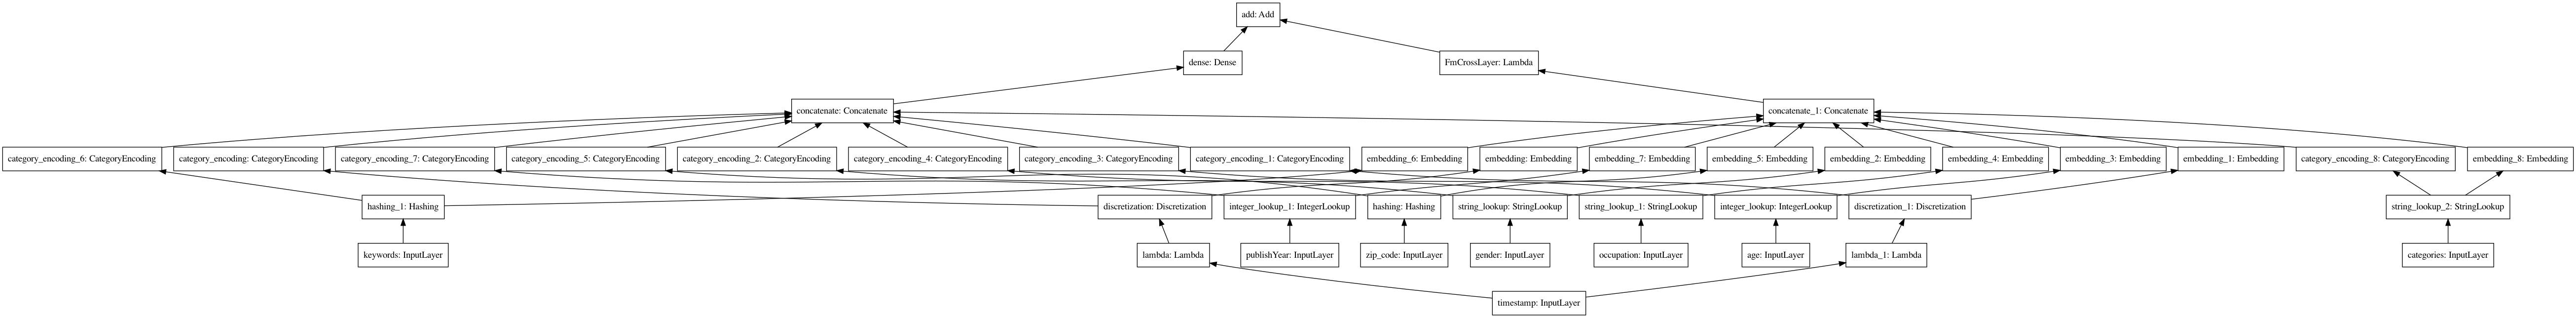 add: Add
dense: Dense
FmCrossLayer: Lambda
concatenate: Concatenate
concatenate_1: Concatenate
category_encoding_6: CategoryEncoding
category_encoding: CategoryEncoding
category_encoding_7: CategoryEncoding
category_encoding_5: CategoryEncoding
category_encoding_2: CategoryEncoding
category_encoding_4: CategoryEncoding
category_encoding_3: CategoryEncoding
category_encoding_1: CategoryEncoding
embedding_6: Embedding
embedding: Embedding
embedding_7: Embedding
embedding_5: Embedding
embedding_2: Embedding
embedding_4: Embedding
embedding_3: Embedding
embedding_1: Embedding
category_encoding_8: CategoryEncoding
embedding_8: Embedding
hashing_1: Hashing
discretization: Discretization
integer_lookup_1: IntegerLookup
hashing: Hashing
string_lookup: StringLookup
string_lookup_1: StringLookup
integer_lookup: IntegerLookup
discretization_1: Discretization
string_lookup_2: StringLookup
keywords: InputLayer
lambda: Lambda
publishYear: InputLayer
zip_code: InputLayer
gender: InputLayer
occupation: InputLayer
age: InputLayer
lambda_1: Lambda
categories: InputLayer
timestamp: InputLayer